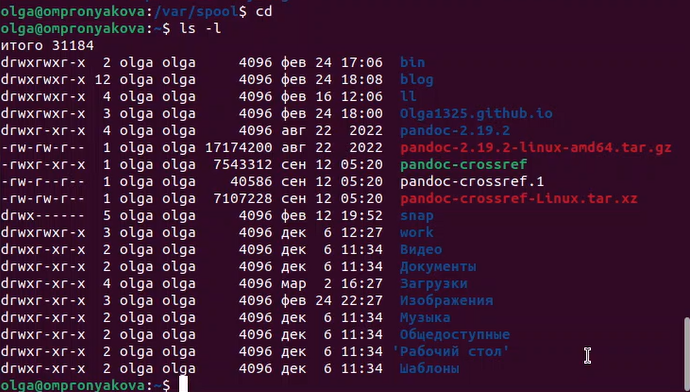 olga@ompronyakova:/var/spool$ cd
olga@ompronyakova:~$ ls -l
итого 31184
drwxrwxr-x  2 olga olga     4096 фев 24 17:06  bin
drwxrwxr-x 12 olga olga     4096 фев 24 18:08  blog
drwxrwxr-x  4 olga olga     4096 фев 16 12:06  ll
drwxrwxr-x  3 olga olga     4096 фев 24 18:00  Olga1325.github.io
drwxr-xr-x  4 olga olga     4096 авг 22  2022  pandoc-2.19.2
-rw-rw-r--  1 olga olga 17174200 авг 22  2022  pandoc-2.19.2-linux-amd64.tar.gz
-rwxr-xr-x  1 olga olga  7543312 сен 12 05:20  pandoc-crossref
-rw-r--r--  1 olga olga    40586 сен 12 05:20  pandoc-crossref.1
-rw-rw-r--  1 olga olga  7107228 сен 12 05:20  pandoc-crossref-Linux.tar.xz
drwx------  5 olga olga     4096 фев 12 19:52  snap
drwxrwxr-x  3 olga olga     4096 дек  6 12:27  work
drwxr-xr-x  2 olga olga     4096 дек  6 11:34  Видео
drwxr-xr-x  2 olga olga     4096 дек  6 11:34  Документы
drwxr-xr-x  4 olga olga     4096 мар  2 16:27  Загрузки
drwxr-xr-x  3 olga olga     4096 фев 24 22:27  Изображения
drwxr-xr-x  2 olga olga     4096 дек  6 11:34  Музыка
drwxr-xr-x  2 olga olga     4096 дек  6 11:34  Общедоступные
drwxr-xr-x  2 olga olga     4096 дек  6 11:34 'Рабочий стол'
drwxr-xr-x  2 olga olga     4096 дек  6 11:34  Шаблоны
olga@ompronyakova:~$